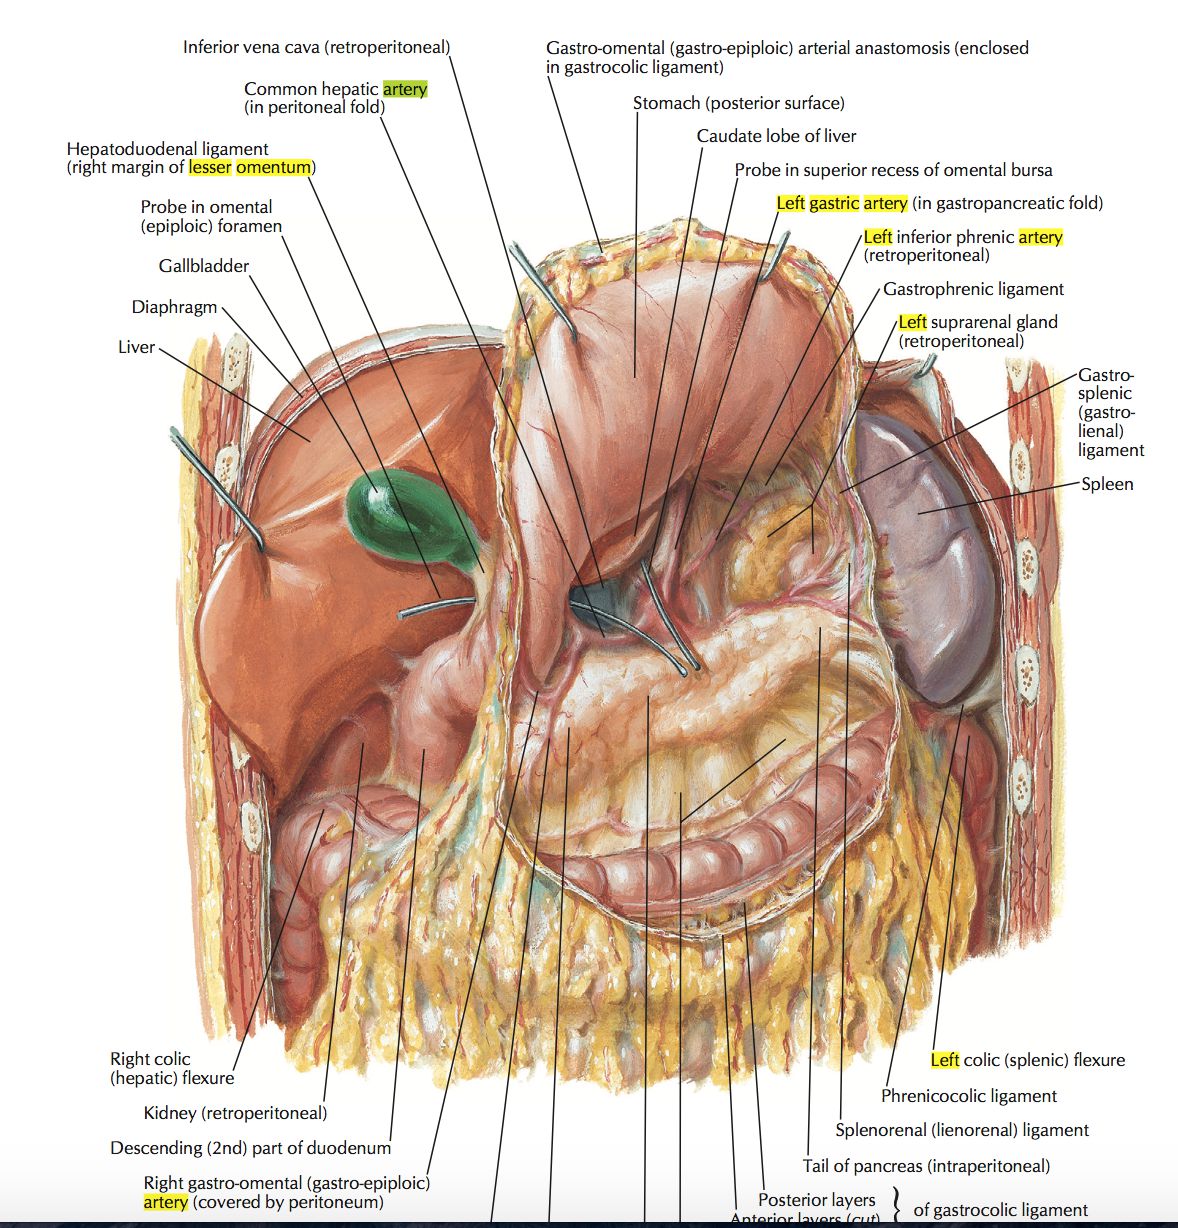 Inferior vena cava (retroperitoneal)
Gastro-omental (gastro-epiploic) arterial anastomosis (enclosed
in gastrocolic ligament)
Common hepatic artery
(in peritoneal fold)
Stomach (posterior surface)
Caudate lobe of liver
Hepatoduodenal ligament
(right margin of lesser omentum)
Probe in superior recess of omental bursa
Left gastric artery (in gastropancreatic fold)
Probe in omental
(epiploic) foramen
Left inferior phrenic artery
(retroperitoneal)
Gallbladder
Gastrophrenic ligament
Diaphragm
Left suprarenal gland
(retroperitoneal)
Liver
Gastro-
splenic
(gastro-
lienal)
ligament
Spleen
Right colic
(hepatic) flexure
Left colic (splenic) flexure
Kidney (retroperitoneal)
Phrenicocolic ligament
Descending (2nd) part of duodenum
Splenorenal (lienorenal) ligament
Tail of pancreas (intraperitoneal)
Right gastro-omental (gastro-epiploic)
artery (covered by peritoneum)
Posterior layers
Anterior layers (cut)
of gastrocolic ligament